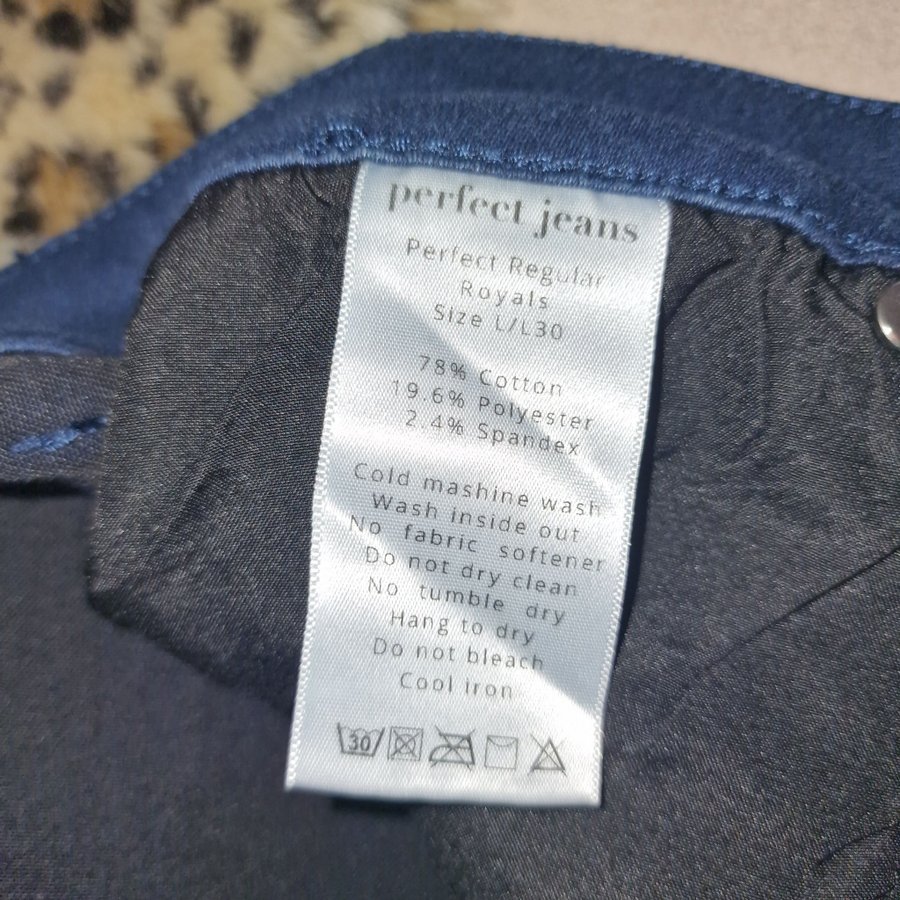 perfect jeans
Perfect Regular
Royals
Size L/L30
78% Cotton
19.6% Polyester
2.4% Spandex
Cold mashine wash
Wash inside out
No fabric softener
Do not dry clean
No tumble dry
Hang to dry
Do not bleach
Cool iron
30